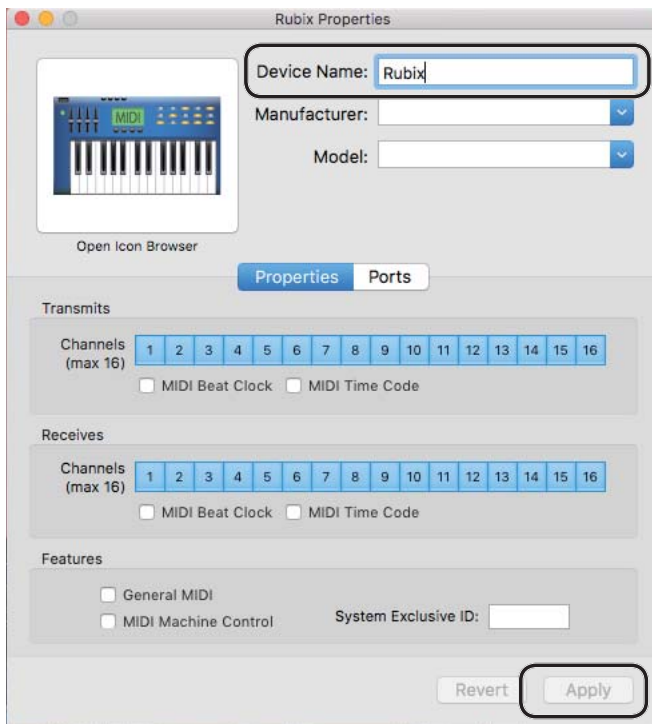 Rubix Properties
Device Name: Rubix
MIDI
Manufacturer:
Model:
Open Icon Browser
Properties Ports
Transmits
Channels
(max 16)
1 2 3 4 5 6 7 8 9 10 11 12 13 14 15 16
MIDI Beat Clock MIDI Time Code
Receives
Channels
(max 16)
1 2 3 4 5 6 7 8 9 10 11 12 13 14 15 16
MIDI Beat Clock MIDI Time Code
Features
General MIDI
MIDI Machine Control
System Exclusive ID:
Revert Apply